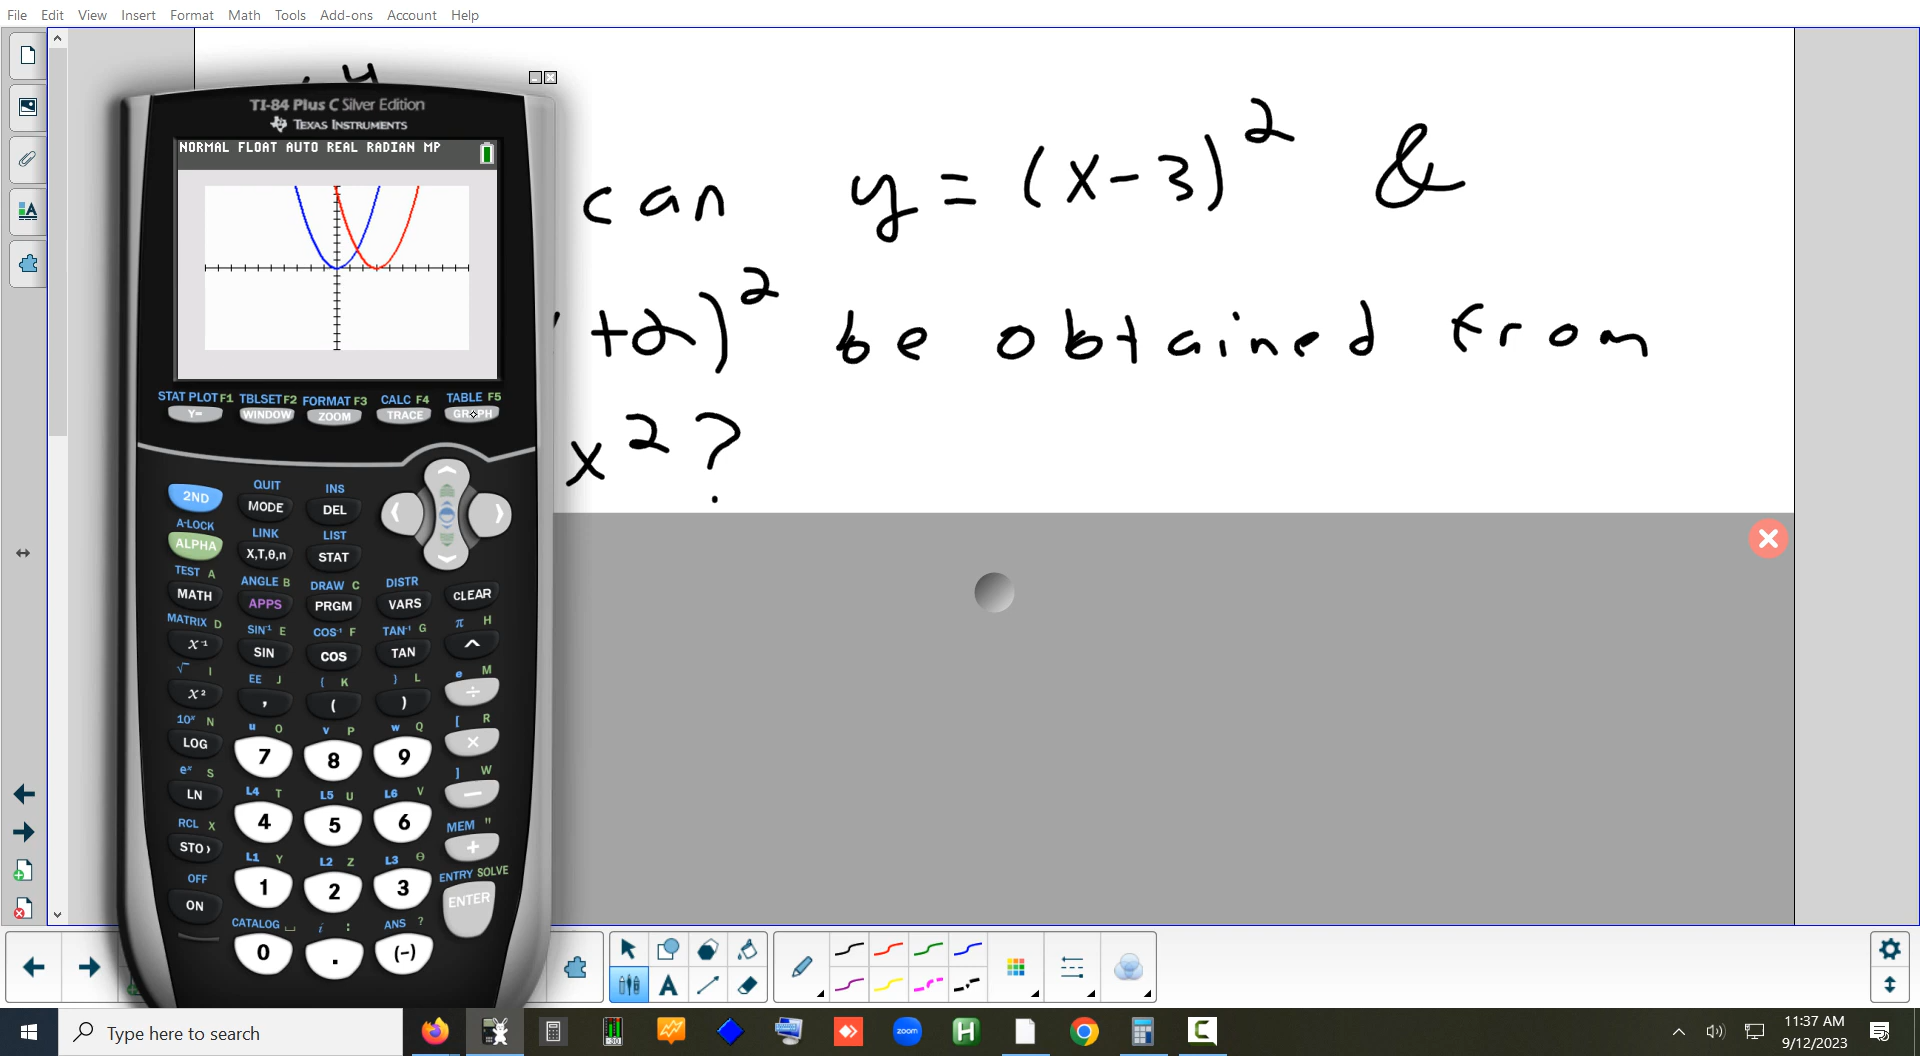 File Edit View Insert Format Math Tools Add-ons Account Help
TI-84 Plus C Silver Edition
TEXAS INSTRUMENTS
NORMAL FLOAT AUTO REAL RADIAN MP
can y = (x-3)² &
+2)² be obtained from
x²?
STAT PLOT F1 TBLSET F2 FORMAT F3 CALC F4 TABLE F5
Y= WINDOW ZOOM TRACE GRAPH
QUIT INS
2ND MODE DEL
A-LOCK LINK LIST
ALPHA X,T,θ,n STAT
TEST A ANGLE B DRAW C DISTR
MATH APPS PRGM VARS CLEAR
MATRIX D SIN⁻¹ E COS⁻¹ F TAN⁻¹ G π H
x⁻¹ SIN COS TAN ^
√ I EE J { K } L e M
x² , ( ) ÷
10ˣ N u O v P w Q [ R
LOG 7 8 9 ×
eˣ S L4 T L5 U L6 V ] W
LN 4 5 6 −
RCL X L1 Y L2 Z L3 θ MEM "
STO› 1 2 3 +
OFF CATALOG ⎵ i : ANS ? ENTRY SOLVE
ON 0 . (-) ENTER
A
Type here to search
zoom
H
C
11:37 AM
9/12/2023